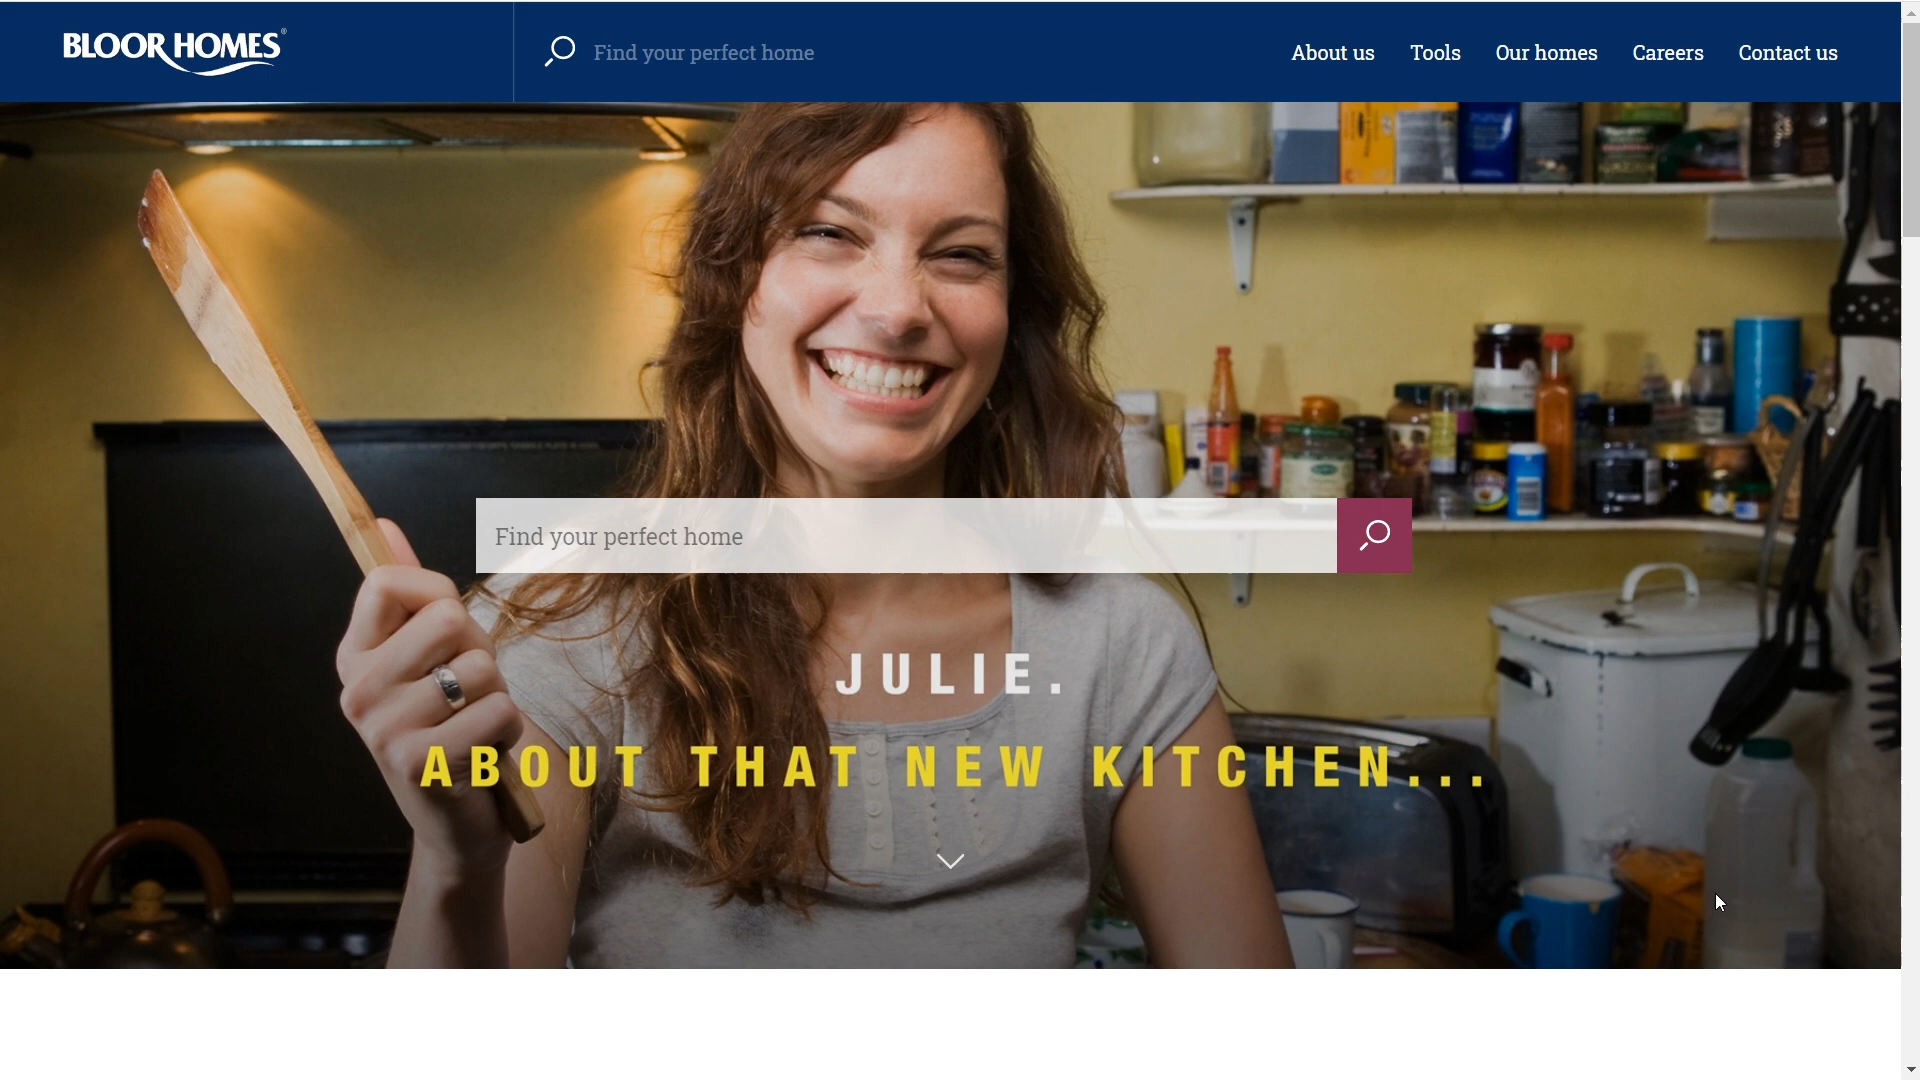 BLOOR HOMES®
Find your perfect home
About us
Tools
Our homes
Careers
Contact us
Find your perfect home
JULIE.
ABOUT THAT NEW KITCHEN...